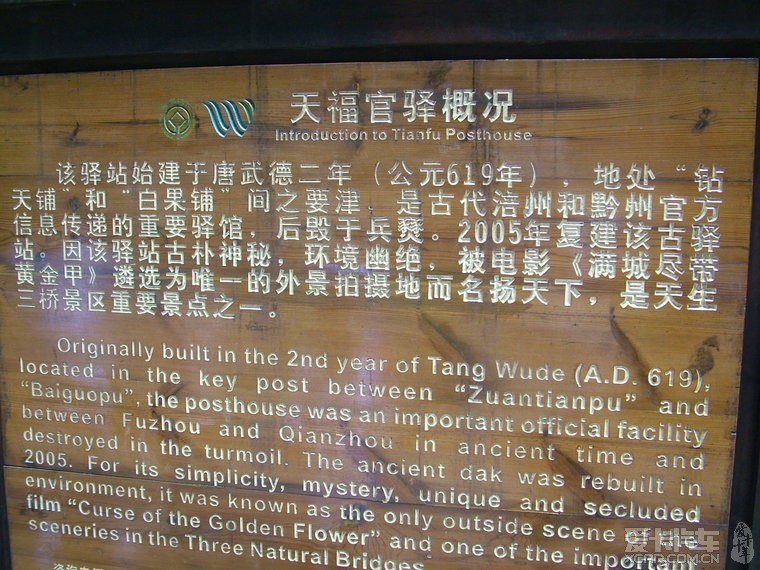 天福官驿概况
Introduction to Tianfu Posthouse
该驿站始建于唐武德二年（公元619年），地处“钻
天铺”和“白果铺”间之要津，是古代涪州和黔州官方
信息传递的重要驿馆，后毁于兵燹。2005年复建该古驿
站。因该驿站古朴神秘，环境幽绝，被电影《满城尽带
黄金甲》遴选为唯一的外景拍摄地而名扬天下，是天生
三桥景区重要景点之一。
Originally built in the 2nd year of Tang Wude (A.D. 619),
located in the key post between “Zuantianpu” and
“Baiguopu”, the posthouse was an important official facility
between Fuzhou and Qianzhou in ancient time and
destroyed in the turmoil. The ancient dak was rebuilt in
2005. For its simplicity, mystery, unique and secluded
environment, it was known as the only outside scene of the
film “Curse of the Golden Flower” and one of the important
sceneries in the Three Natural Bridges
爱卡汽车
XCAR.COM.CN